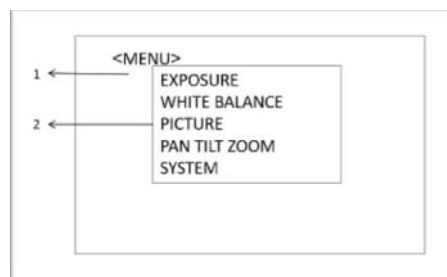 <MENU>
1
EXPOSURE
WHITE BALANCE
2
PICTURE
PAN TILT ZOOM
SYSTEM